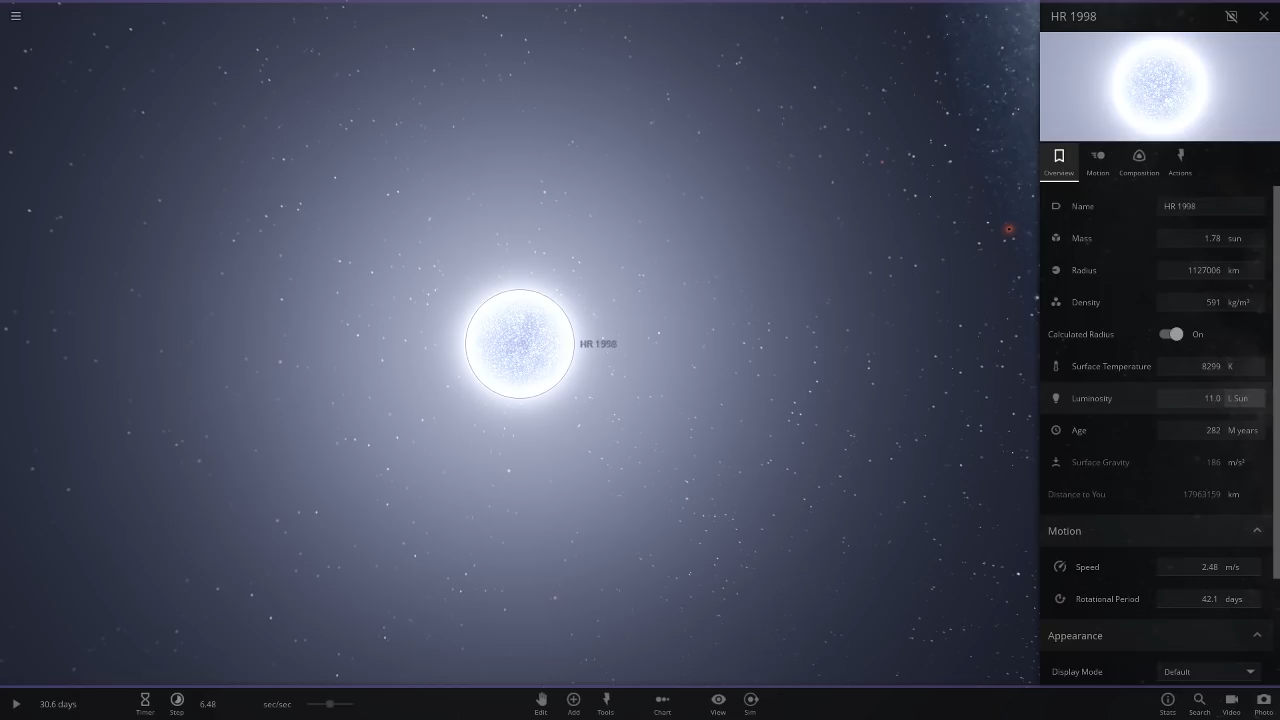 HR 1998
Overview Motion Composition Actions
Name HR 1998
Mass 1.78 sun
Radius 1127006 km
Density 591 kg/m³
Calculated Radius On
Surface Temperature 8299 K
HR 1998
Luminosity 11.0 L Sun
Age 282 M years
Surface Gravity 186 m/s²
Distance to You 17963159 km
Motion
Speed 2.48 m/s
Rotational Period 42.1 days
Appearance
Display Mode Default
30.6 days Timer Step 6.48 sec/sec Edit Add Tools Chart View Sim Stats Search Video Photo